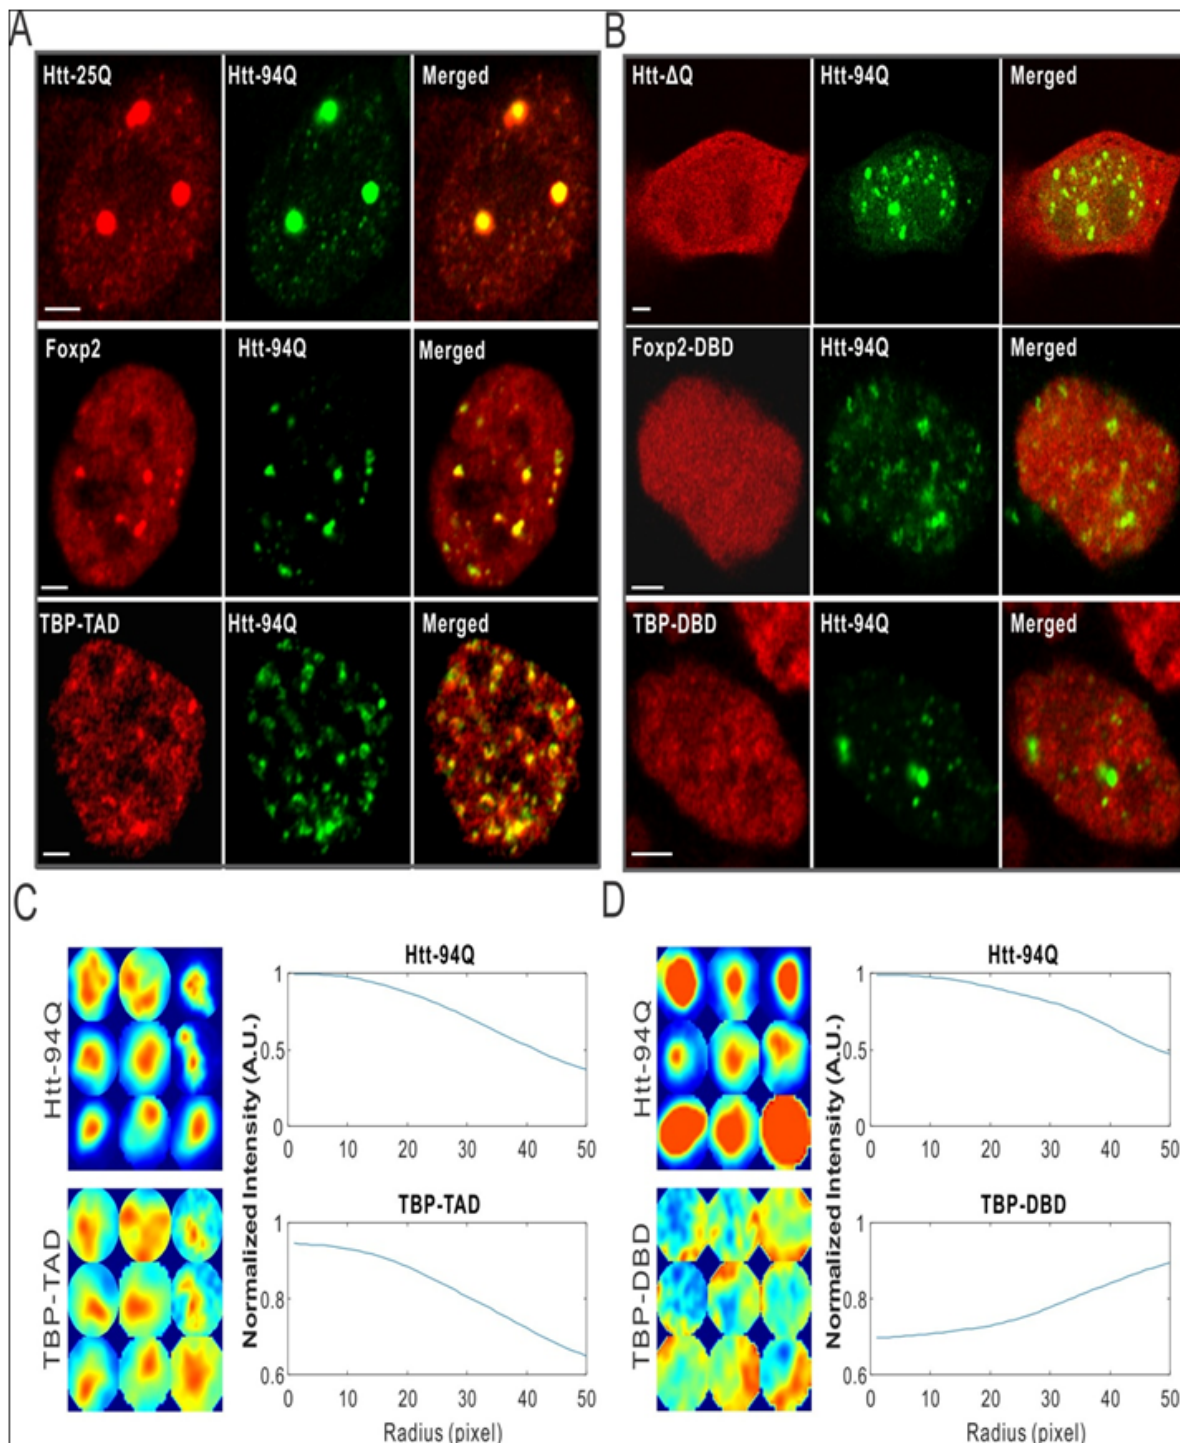 A
B
Htt-25Q Htt-94Q Merged
Htt-ΔQ Htt-94Q Merged
Foxp2 Htt-94Q Merged
Foxp2-DBD Htt-94Q Merged
TBP-TAD Htt-94Q Merged
TBP-DBD Htt-94Q Merged
C
Htt-94Q
Htt-94Q
1
0.5
0
0 10 20 30 40 50
TBP-TAD
TBP-TAD
1
0.8
0.6
0 10 20 30 40 50
Normalized Intensity (A.U.)
Radius (pixel)
D
Htt-94Q
Htt-94Q
1
0.5
0
0 10 20 30 40 50
TBP-DBD
TBP-DBD
1
0.8
0.6
0 10 20 30 40 50
Normalized Intensity (A.U.)
Radius (pixel)